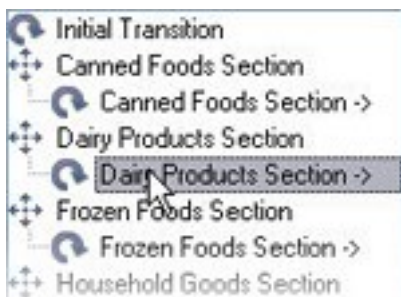 Initial Transition
Canned Foods Section
Canned Foods Section ->
Dairy Products Section
Dairy Products Section ->
Frozen Foods Section
Frozen Foods Section ->
Household Goods Section